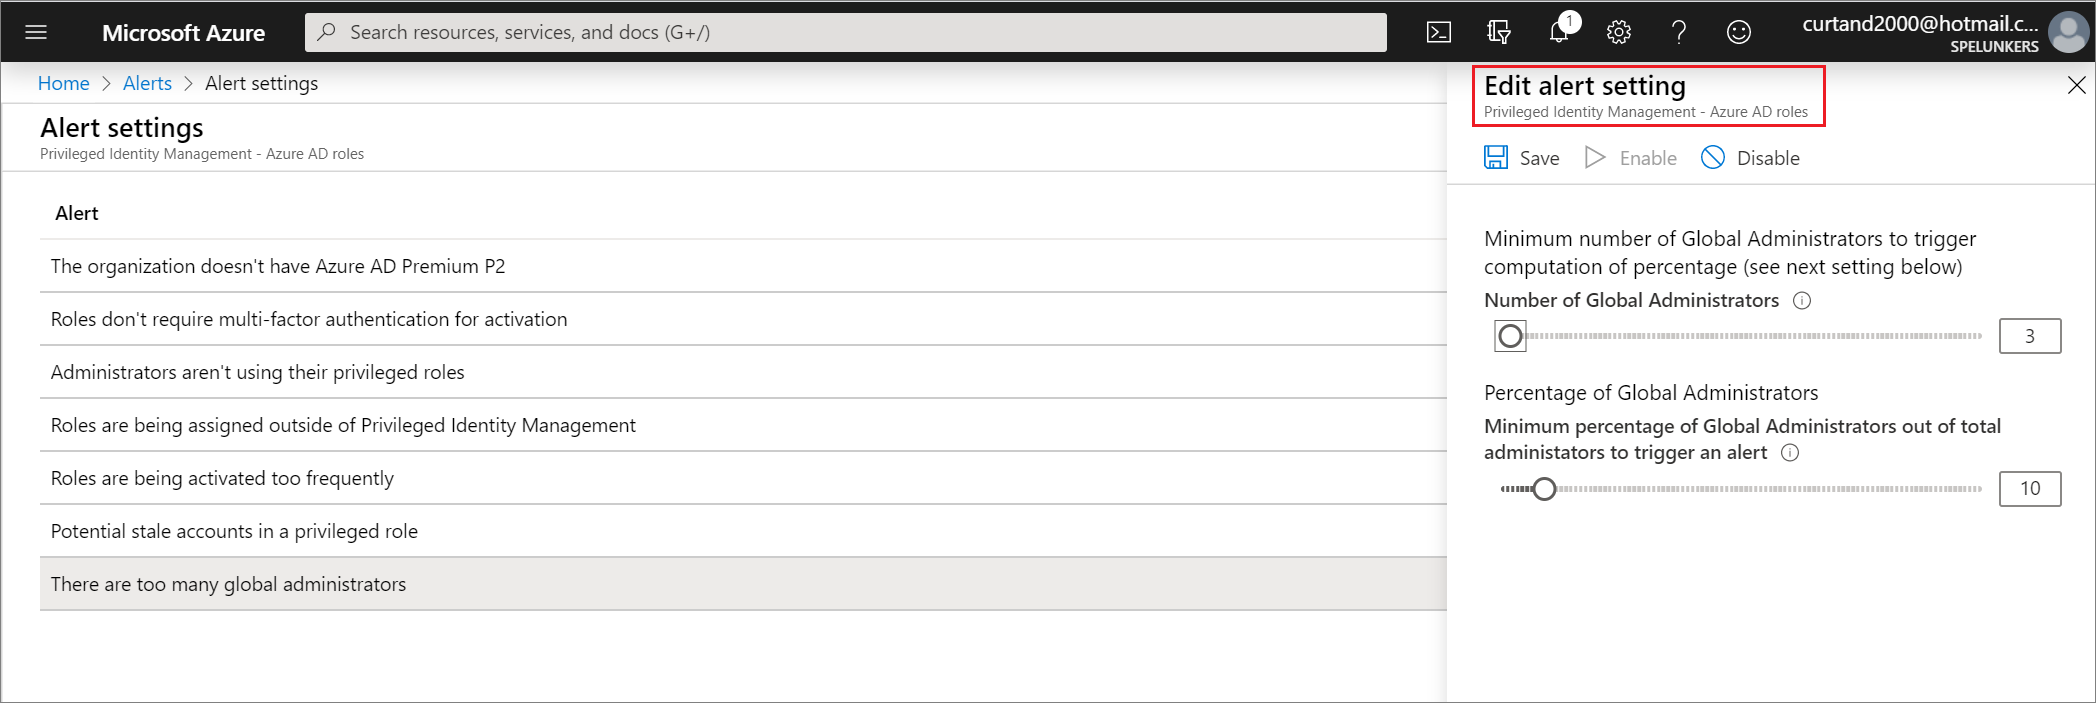 Microsoft Azure
Search resources, services, and docs (G+/)
1
curtand2000@hotmail.c...
SPELUNKERS
Home > Alerts > Alert settings
Alert settings
Privileged Identity Management - Azure AD roles
Alert
The organization doesn't have Azure AD Premium P2
Roles don't require multi-factor authentication for activation
Administrators aren't using their privileged roles
Roles are being assigned outside of Privileged Identity Management
Roles are being activated too frequently
Potential stale accounts in a privileged role
There are too many global administrators
Edit alert setting
Privileged Identity Management - Azure AD roles
Save Enable Disable
Minimum number of Global Administrators to trigger
computation of percentage (see next setting below)
Number of Global Administrators
3
Percentage of Global Administrators
Minimum percentage of Global Administrators out of total
administators to trigger an alert
10